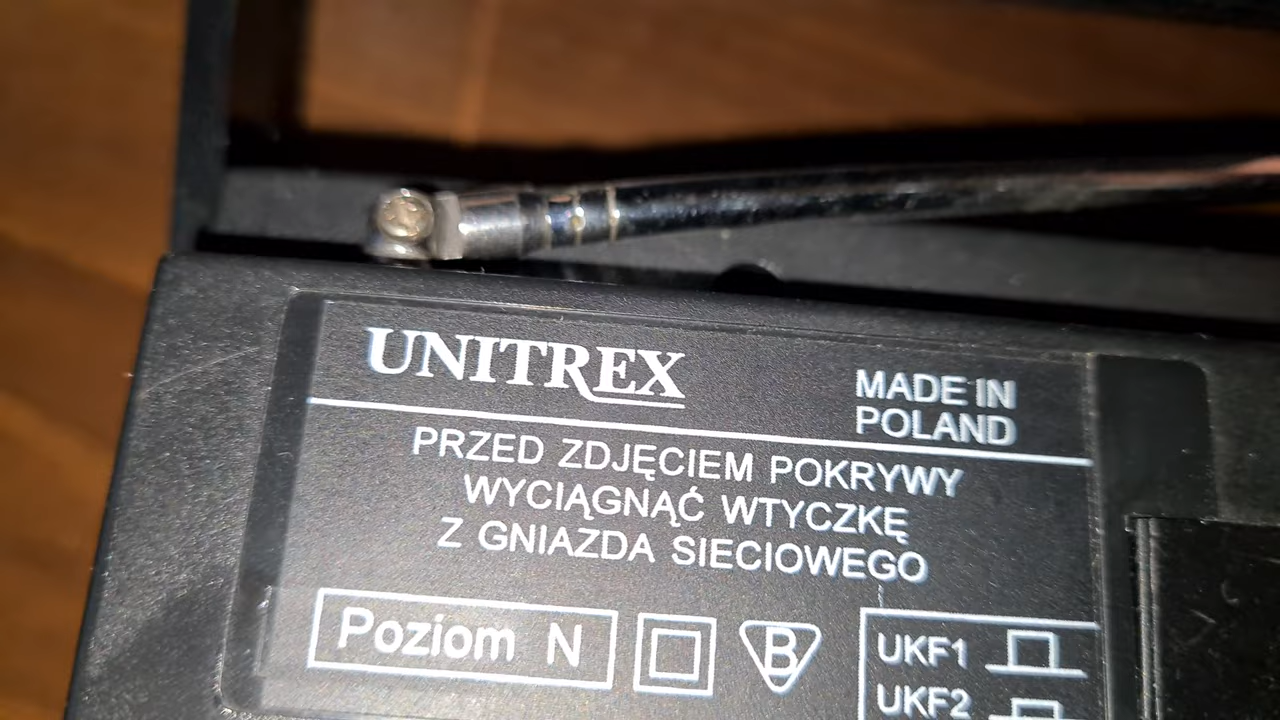 UNITREX
MADE IN
POLAND
PRZED ZDJĘCIEM POKRYWY
WYCIĄGNĄĆ WTYCZKĘ
Z GNIAZDA SIECIOWEGO
Poziom N
B
UKF1
UKF2